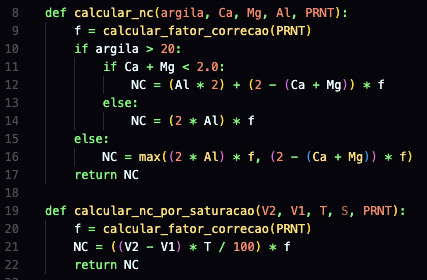 8 def calcular_nc(argila, Ca, Mg, Al, PRNT):
9 f = calcular_fator_correcao(PRNT)
10 if argila > 20:
11 if Ca + Mg < 2.0:
12 NC = (Al * 2) + (2 - (Ca + Mg)) * f
13 else:
14 NC = (2 * Al) * f
15 else:
16 NC = max((2 * Al) * f, (2 - (Ca + Mg)) * f)
17 return NC
18
19 def calcular_nc_por_saturacao(V2, V1, T, S, PRNT):
20 f = calcular_fator_correcao(PRNT)
21 NC = ((V2 - V1) * T / 100) * f
22 return NC